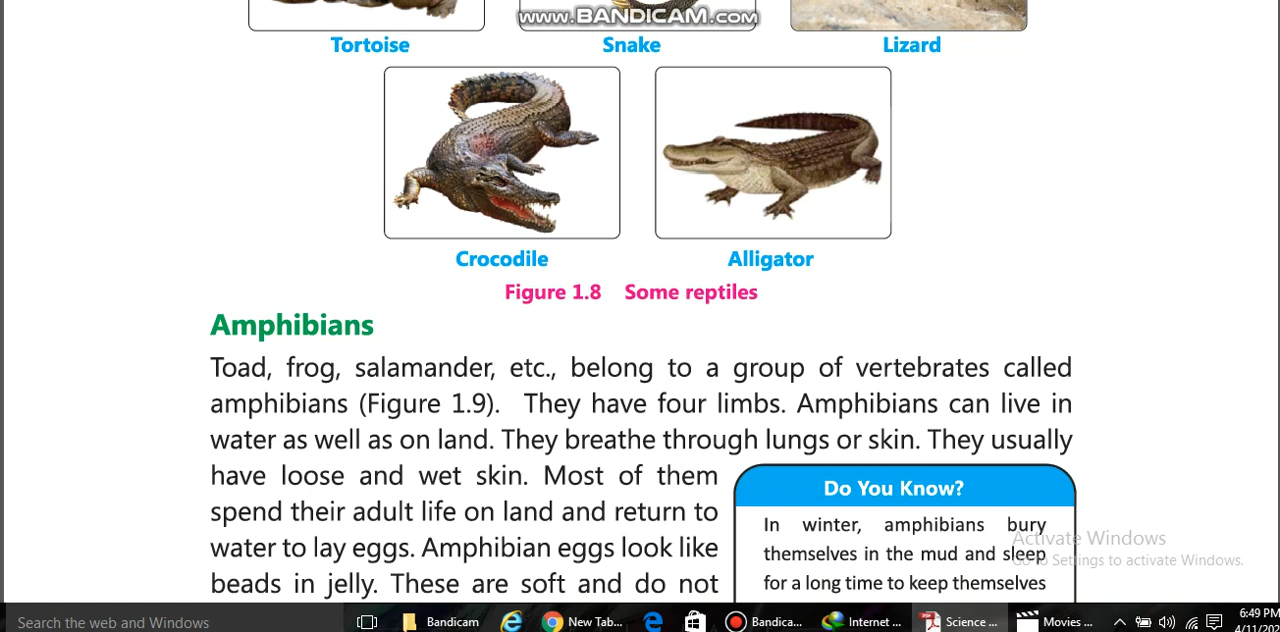 www.BANDICAM.com
Tortoise
Snake
Lizard
Crocodile
Alligator
Figure 1.8 Some reptiles
Amphibians
Toad, frog, salamander, etc., belong to a group of vertebrates called
amphibians (Figure 1.9). They have four limbs. Amphibians can live in
water as well as on land. They breathe through lungs or skin. They usually
have loose and wet skin. Most of them
spend their adult life on land and return to
water to lay eggs. Amphibian eggs look like
beads in jelly. These are soft and do not
Do You Know?
In winter, amphibians bury
themselves in the mud and sleep
for a long time to keep themselves
Activate Windows
Go to Settings to activate Windows.
Search the web and Windows
Bandicam
New Tab...
Bandica...
Internet ...
Science ...
Movies ...
6:49 PM
4/11/202